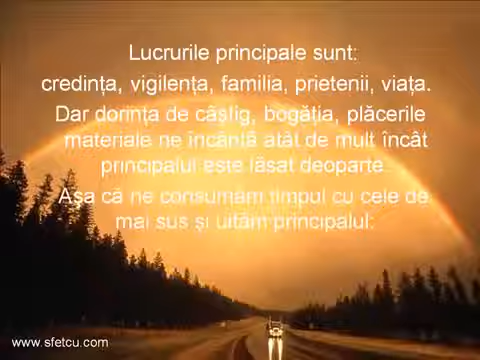 Lucrurile principale sunt:
credința, vigilența, familia, prietenii, viața.
Dar dorința de câștig, bogăția, plăcerile
materiale ne încântă atât de mult încât
principalul este lăsat deoparte.
Așa că ne consumăm timpul cu cele de
mai sus și uităm principalul:
www.sfetcu.com